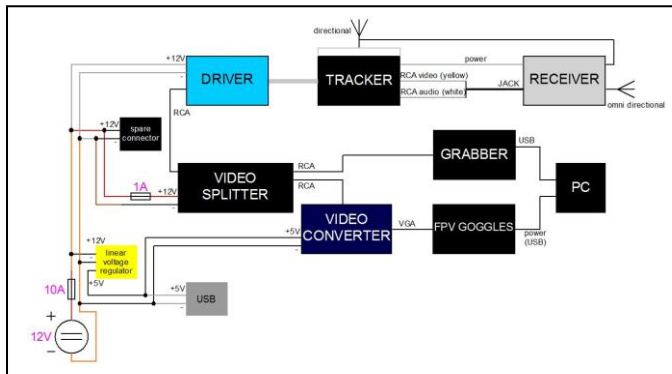 directional
+12V
-
DRIVER
TRACKER
power
RCA video (yellow)
RCA audio (white)
JACK
RECEIVER
omni directional
RCA
+12V
-
spare
connector
1A
+12V
-
VIDEO
SPLITTER
RCA
RCA
GRABBER
USB
PC
+5V
-
VIDEO
CONVERTER
VGA
FPV GOGGLES
power
(USB)
+12V
-
linear
voltage
regulator
+5V
10A
+5V
-
USB
+
12V
−